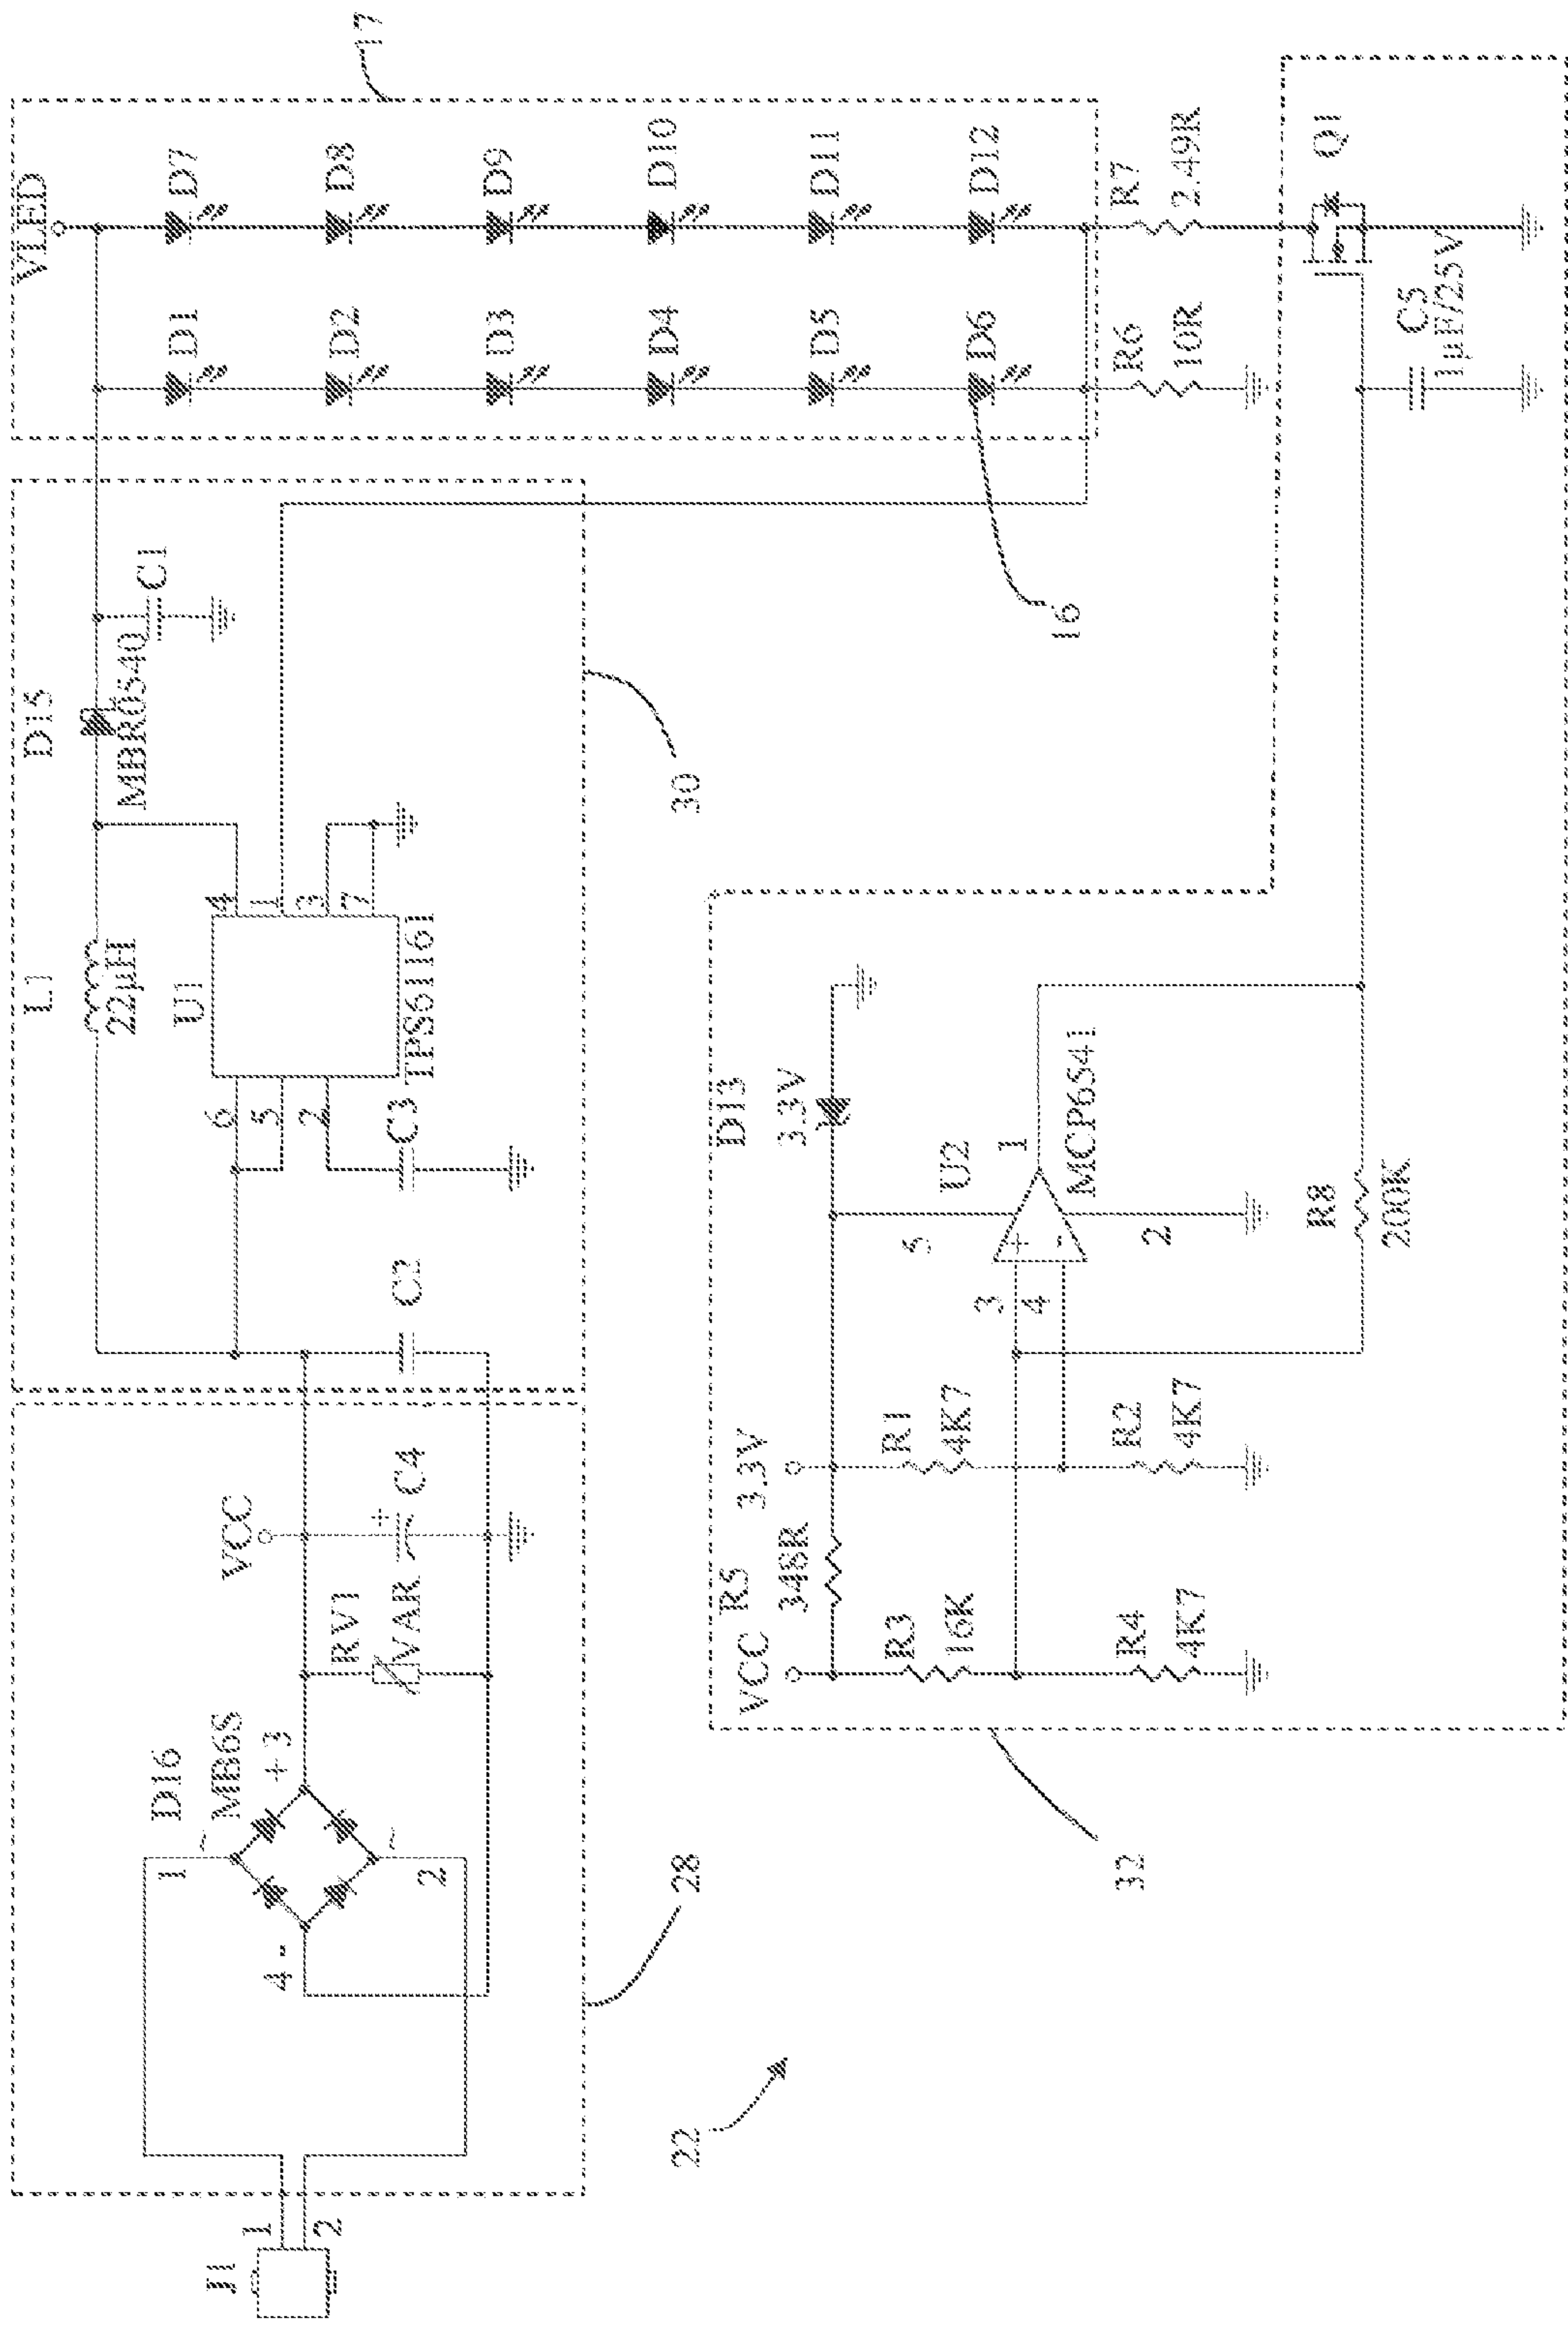 J1
1
2
D16
MB6S
1
~
+ 3
4 -
~
2
VCC
RV1
VAR
+
C4
28
22
L1
22µH
D15
MBR0540
C1
U1
6
5
2
4
1
3
7
TPS61161
C2
C3
30
VLED
17
D1
D2
D3
D4
D5
D6
D7
D8
D9
D10
D11
D12
16
R6
10R
R7
2.49R
Q1
C5
1µF/25V
VCC
R5
348R
3.3V
D13
3.3V
R3
16K
R4
4K7
R1
4K7
R2
4K7
3
4
+
-
5
2
U2
1
MCP6541
R8
200K
32